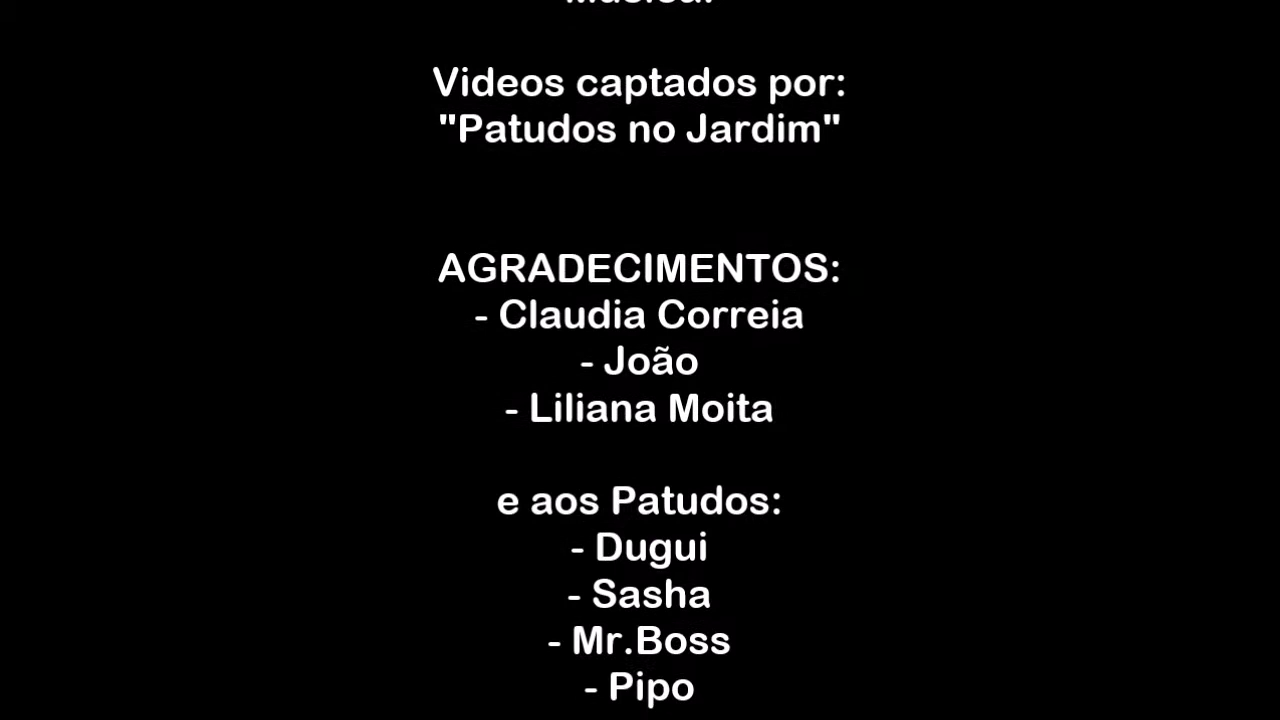 Videos captados por:
"Patudos no Jardim"
AGRADECIMENTOS:
- Claudia Correia
- João
- Liliana Moita
e aos Patudos:
- Dugui
- Sasha
- Mr.Boss
- Pipo